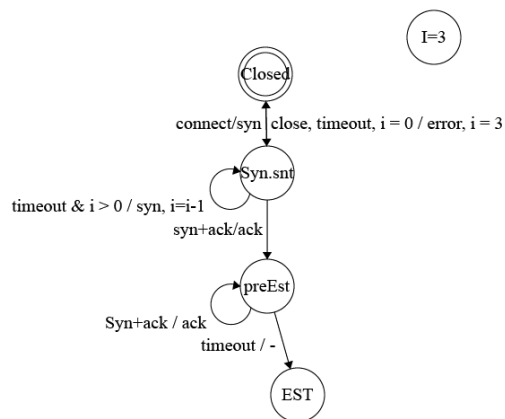 I=3
Closed
connect/syn close, timeout, i = 0 / error, i = 3
Syn.snt
timeout & i > 0 / syn, i=i-1
syn+ack/ack
preEst
Syn+ack / ack
timeout / -
EST